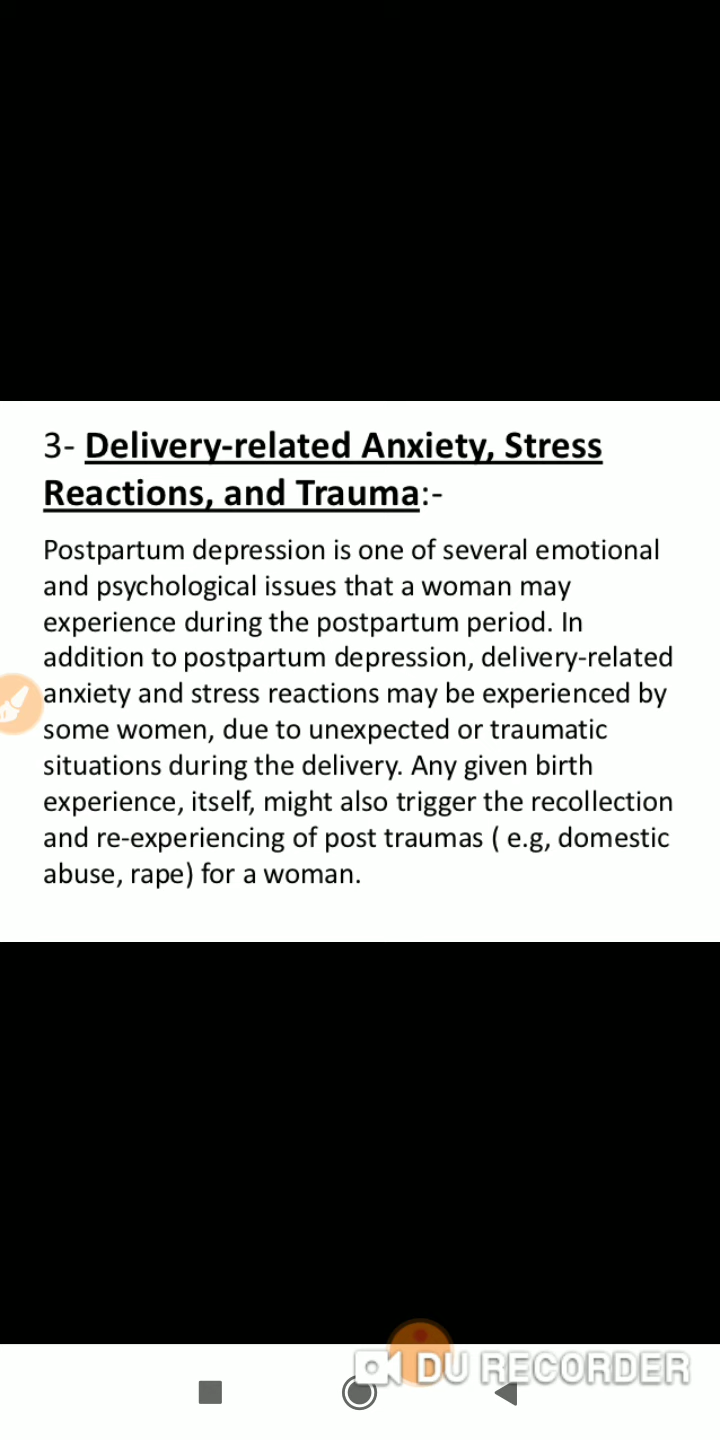 3- Delivery-related Anxiety, Stress
Reactions, and Trauma:-
Postpartum depression is one of several emotional
and psychological issues that a woman may
experience during the postpartum period. In
addition to postpartum depression, delivery-related
anxiety and stress reactions may be experienced by
some women, due to unexpected or traumatic
situations during the delivery. Any given birth
experience, itself, might also trigger the recollection
and re-experiencing of post traumas ( e.g, domestic
abuse, rape) for a woman.
DU RECORDER